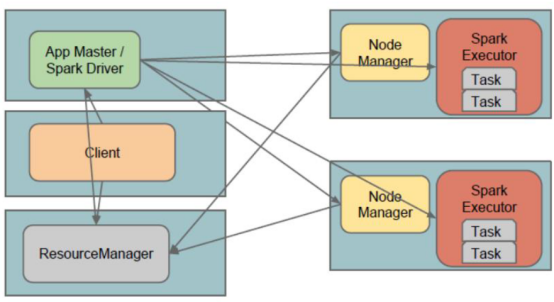 App Master /
Spark Driver
Client
ResourceManager
Node
Manager
Spark
Executor
Task
Task
Node
Manager
Spark
Executor
Task
Task